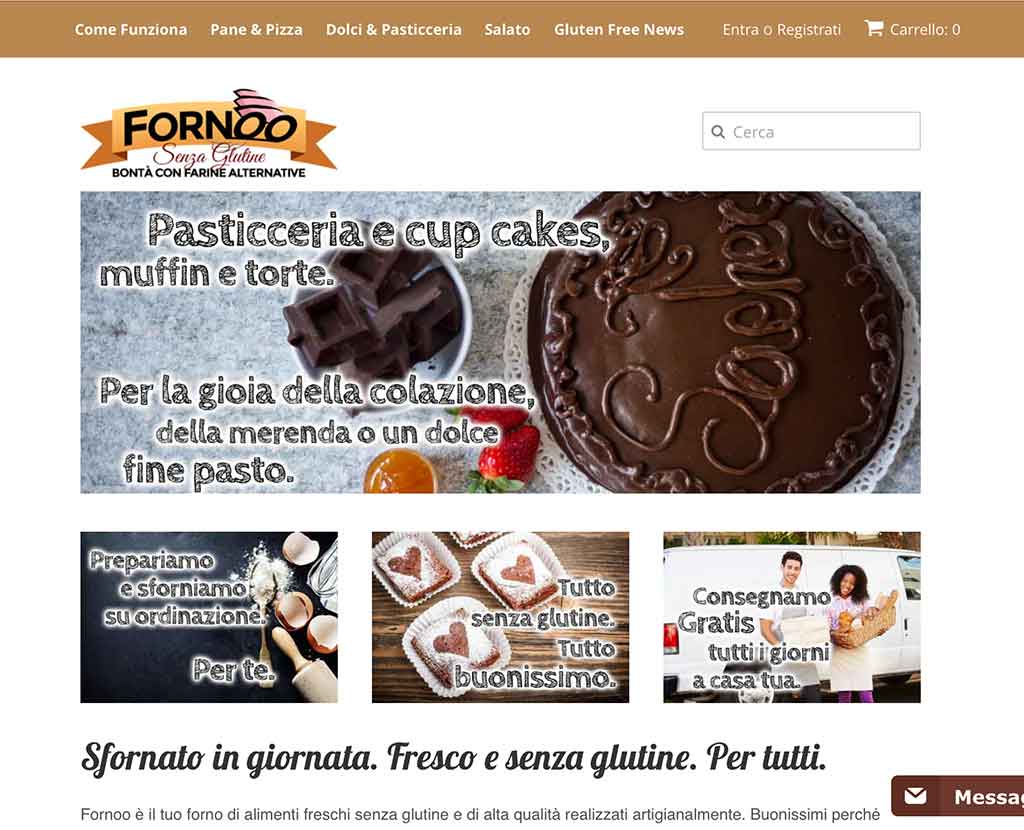 Come Funziona Pane & Pizza Dolci & Pasticceria Salato Gluten Free News Entra o Registrati Carrello: 0
FORNOO
Senza Glutine
BONTÀ CON FARINE ALTERNATIVE
Cerca
Pasticceria e cup cakes,
muffin e torte.
Per la gioia della colazione,
della merenda o un dolce
fine pasto.
Sacher
Prepariamo
e sforniamo
su ordinazione.
Per te.
Tutto
senza glutine.
Tutto
buonissimo.
Consegnamo
Gratis
tutti i giorni
a casa tua.
Sfornato in giornata. Fresco e senza glutine. Per tutti.
Fornoo è il tuo forno di alimenti freschi senza glutine e di alta qualità realizzati artigianalmente. Buonissimi perché
Messag